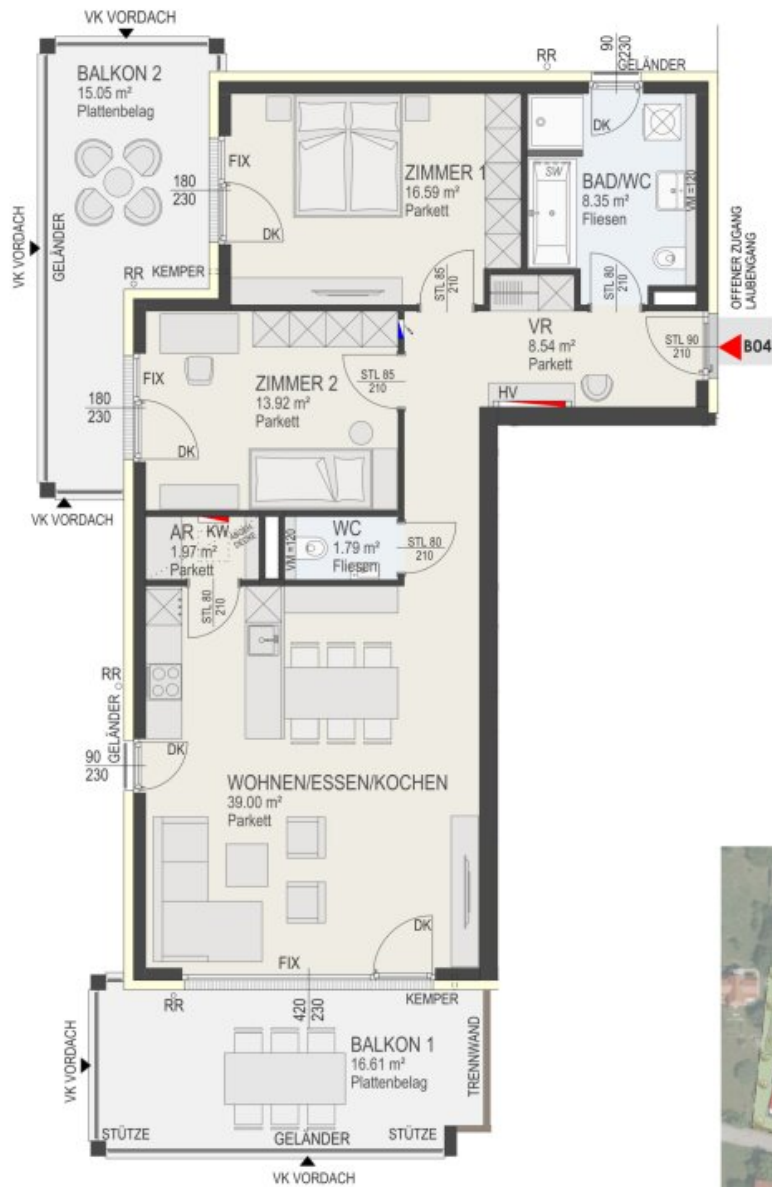 VK VORDACH
BALKON 2
15.05 m²
Plattenbelag
RR
90
230
GELÄNDER
FIX
180
230
DK
ZIMMER 1
16.59 m²
Parkett
DK
SW
BAD/WC
8.35 m²
Fliesen
VM =120
VK VORDACH
GELÄNDER
RR
KEMPER
STL 85
210
STL 80
210
OFFENER ZUGANG
LAUBENGANG
VR
8.54 m²
Parkett
STL 90
210
B04
HV
FIX
180
230
DK
ZIMMER 2
13.92 m²
Parkett
STL 85
210
VK VORDACH
AR
1.97 m²
Parkett
KW
STL 80
210
VM =120
WC
1.79 m²
Fliesen
STL 80
210
RR
GELÄNDER
90
230
DK
WOHNEN/ESSEN/KOCHEN
39.00 m²
Parkett
DK
FIX
RR
420
230
KEMPER
VK VORDACH
BALKON 1
16.61 m²
Plattenbelag
TRENNWAND
STÜTZE
GELÄNDER
STÜTZE
VK VORDACH